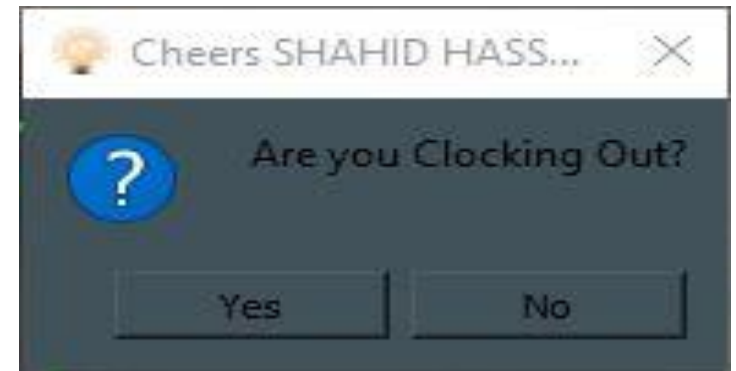 Cheers SHAHID HASS...
?
Are you Clocking Out?
Yes No